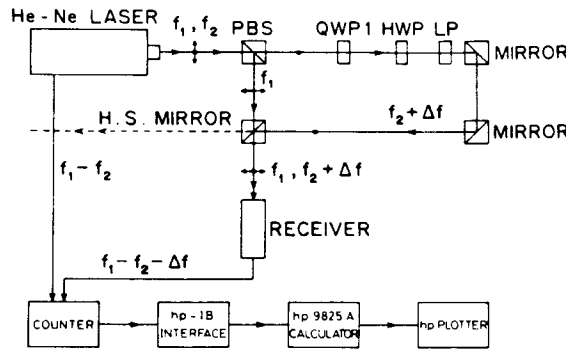 He-Ne LASER
f₁, f₂
PBS
QWP1
HWP
LP
MIRROR
f₁
H.S. MIRROR
f₂+Δf
MIRROR
f₁-f₂
f₁, f₂+Δf
RECEIVER
f₁-f₂-Δf
COUNTER
hp-1B
INTERFACE
hp 9825 A
CALCULATOR
hp PLOTTER